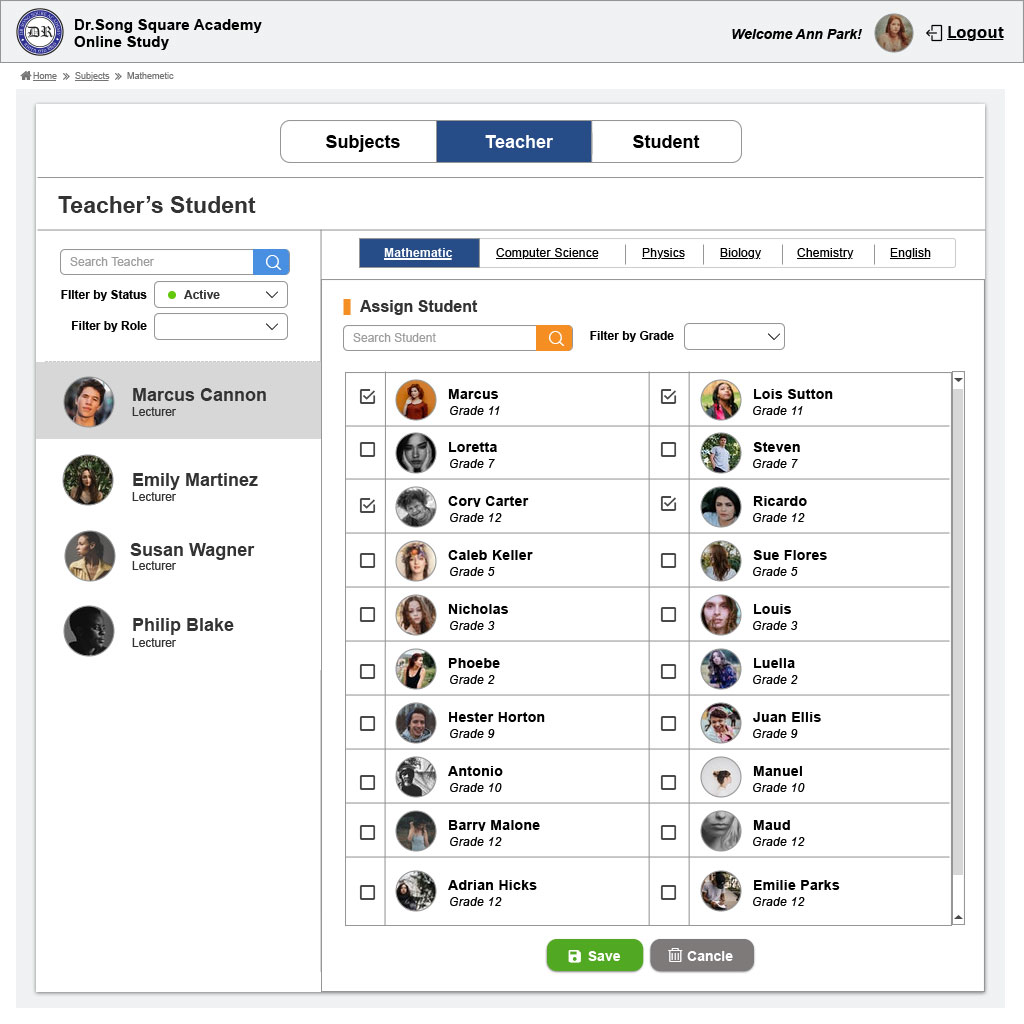 Dr.Song Square Academy
Online Study
DR
Welcome Ann Park!
Logout
Home
Subjects
Mathemetic
Subjects
Teacher
Student
Teacher’s Student
Search Teacher
FIlter by Status
Active
Filter by Role
Marcus Cannon
Lecturer
Emily Martinez
Lecturer
Susan Wagner
Lecturer
Philip Blake
Lecturer
Mathematic
Computer Science
Physics
Biology
Chemistry
English
Assign Student
Search Student
Filter by Grade
Marcus
Grade 11
Lois Sutton
Grade 11
Loretta
Grade 7
Steven
Grade 7
Cory Carter
Grade 12
Ricardo
Grade 12
Caleb Keller
Grade 5
Sue Flores
Grade 5
Nicholas
Grade 3
Louis
Grade 3
Phoebe
Grade 2
Luella
Grade 2
Hester Horton
Grade 9
Juan Ellis
Grade 9
Antonio
Grade 10
Manuel
Grade 10
Barry Malone
Grade 12
Maud
Grade 12
Adrian Hicks
Grade 12
Emilie Parks
Grade 12
Save
Cancle